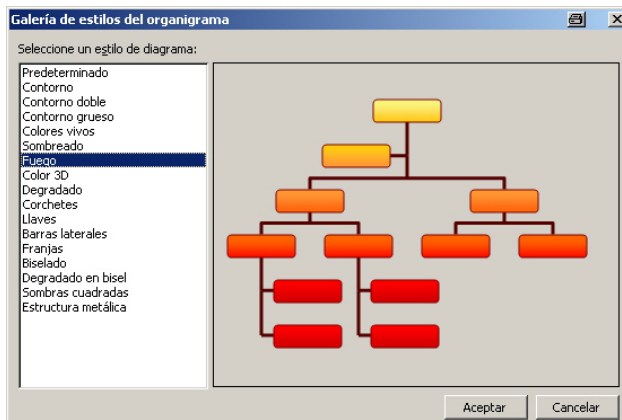 Galería de estilos del organigrama
Seleccione un estilo de diagrama:
Predeterminado
Contorno
Contorno doble
Contorno grueso
Colores vivos
Sombreado
Fuego
Color 3D
Degradado
Corchetes
Llaves
Barras laterales
Franjas
Biselado
Degradado en bisel
Sombras cuadradas
Estructura metálica
Aceptar
Cancelar